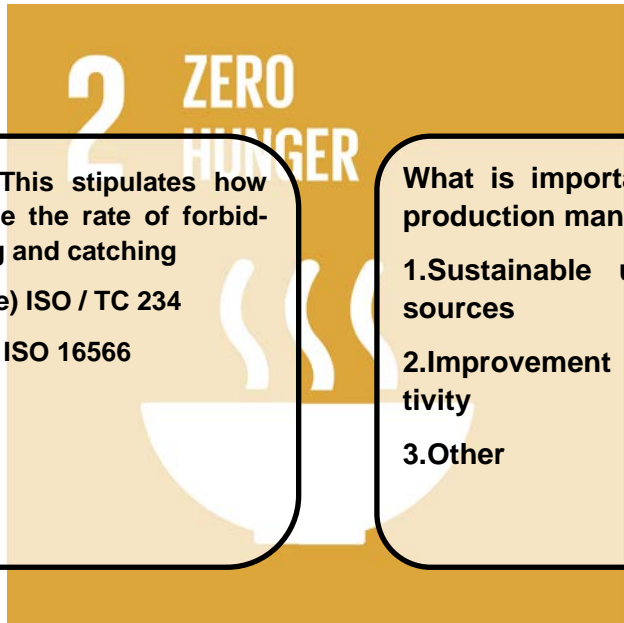 2 ZERO
HUNGER
This stipulates how
e the rate of forbid-
g and catching
e) ISO / TC 234
ISO 16566
What is importa
production man
1.Sustainable u
sources
2.Improvement
tivity
3.Other